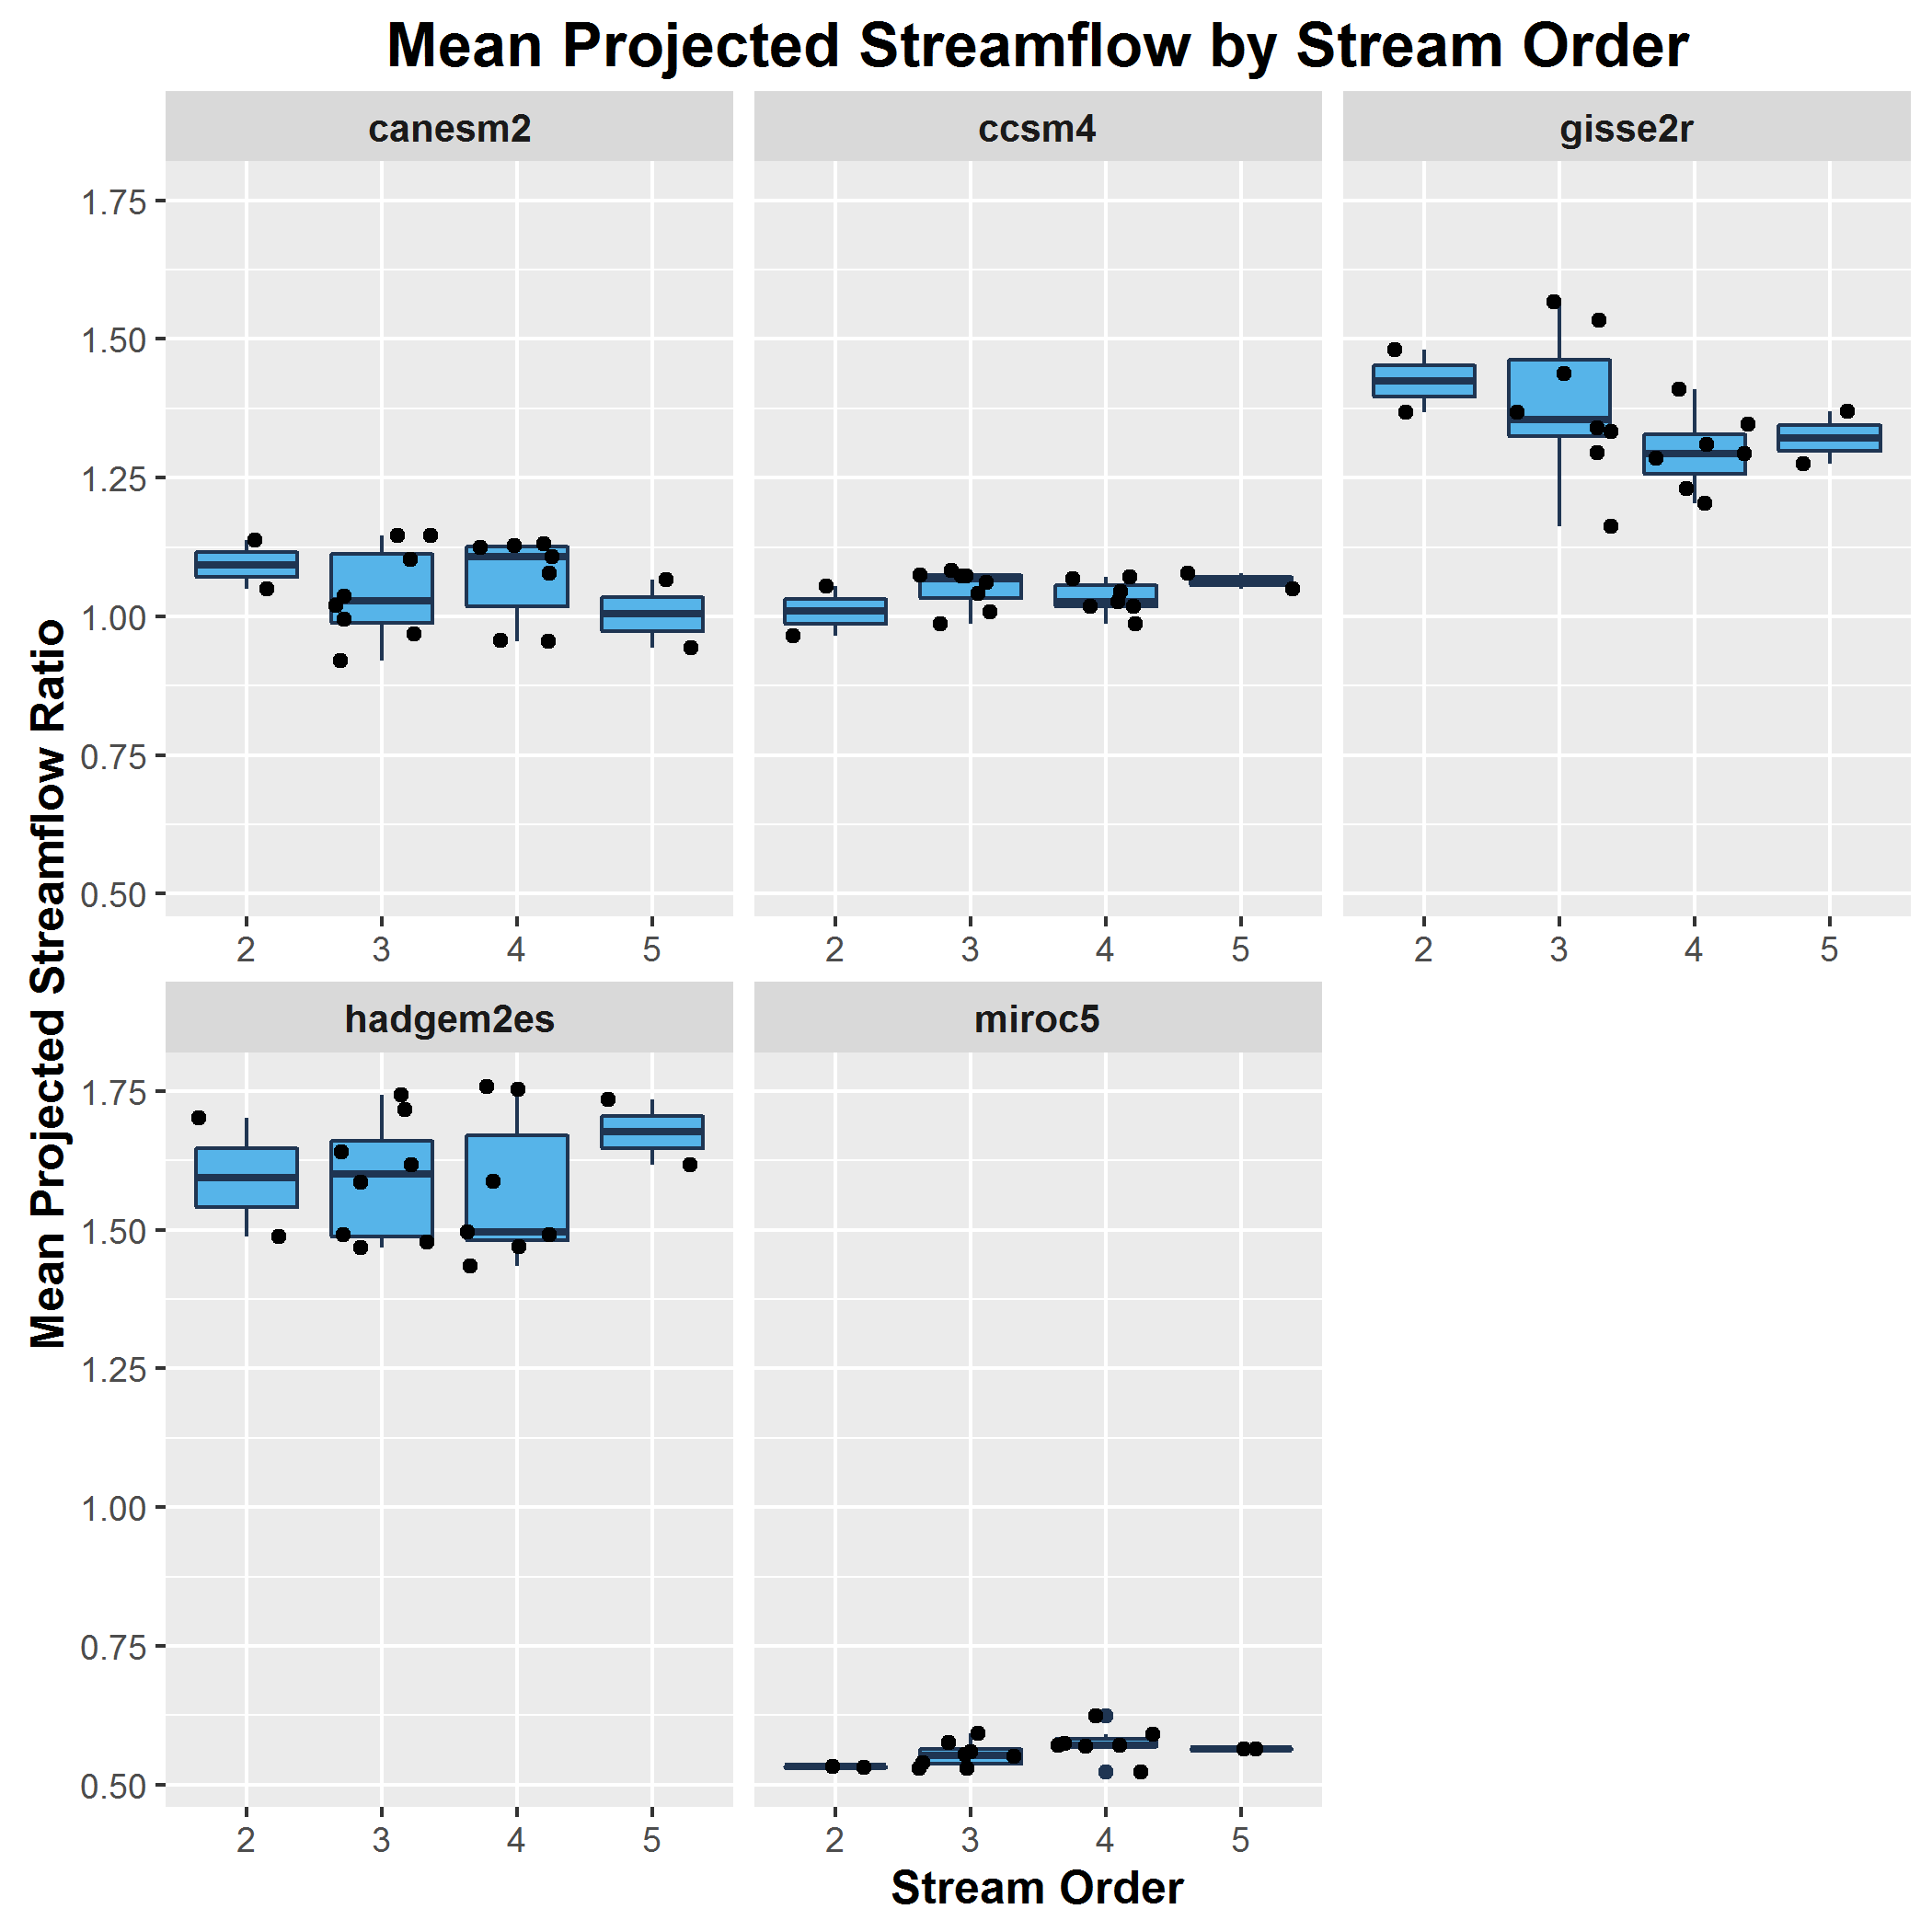 Mean Projected Streamflow by Stream Order
canesm2
ccsm4
gisse2r
Mean Projected Streamflow Ratio
1.75
1.50
1.25
1.00
0.75
0.50
2 3 4 5
2 3 4 5
2 3 4 5
hadgem2es
miroc5
1.75
1.50
1.25
1.00
0.75
0.50
2 3 4 5
2 3 4 5
Stream Order